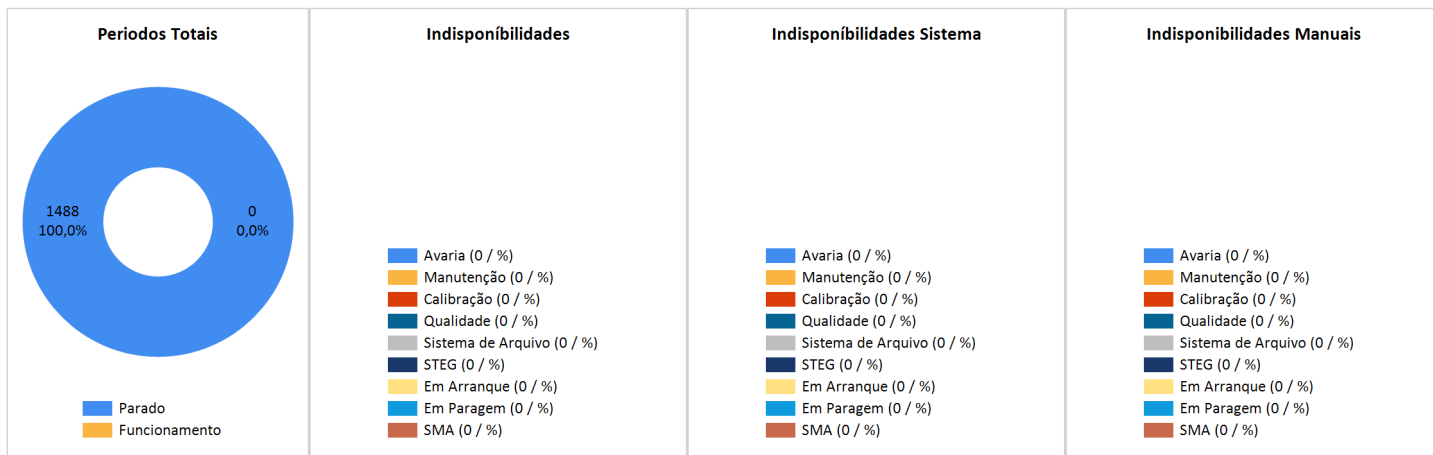 Periodos Totais
1488
100,0%
0
0,0%
Parado
Funcionamento
Indisponíbilidades
Avaria (0 / %)
Manutenção (0 / %)
Calibração (0 / %)
Qualidade (0 / %)
Sistema de Arquivo (0 / %)
STEG (0 / %)
Em Arranque (0 / %)
Em Paragem (0 / %)
SMA (0 / %)
Indisponíbilidades Sistema
Avaria (0 / %)
Manutenção (0 / %)
Calibração (0 / %)
Qualidade (0 / %)
Sistema de Arquivo (0 / %)
STEG (0 / %)
Em Arranque (0 / %)
Em Paragem (0 / %)
SMA (0 / %)
Indisponibilidades Manuais
Avaria (0 / %)
Manutenção (0 / %)
Calibração (0 / %)
Qualidade (0 / %)
Sistema de Arquivo (0 / %)
STEG (0 / %)
Em Arranque (0 / %)
Em Paragem (0 / %)
SMA (0 / %)